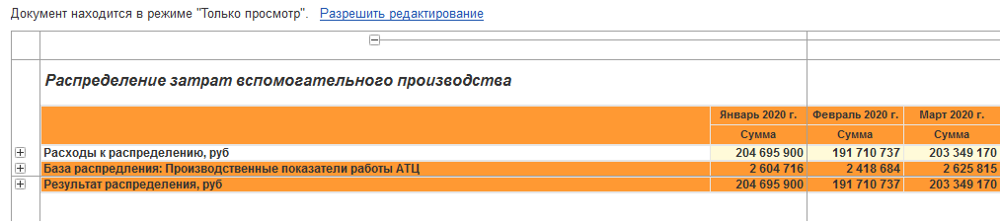 Документ находится в режиме "Только просмотр". Разрешить редактирование
Распределение затрат вспомогательного производства
Январь 2020 г. Февраль 2020 г. Март 2020 г.
Сумма Сумма Сумма
Расходы к распределению, руб 204 695 900 191 710 737 203 349 170
База распредления: Производственные показатели работы АТЦ 2 604 716 2 418 684 2 625 815
Результат распределения, руб 204 695 900 191 710 737 203 349 170